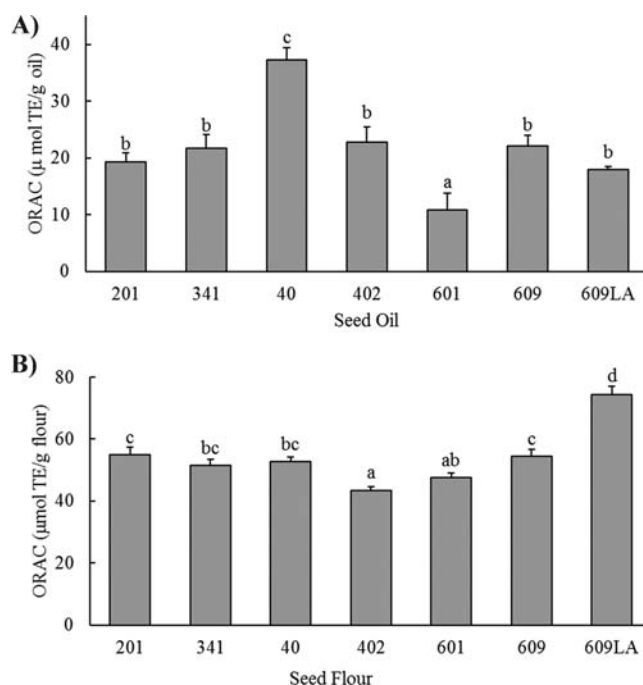 A)
ORAC (μ mol TE/g oil)
40
30
20
10
0
b
b
c
b
a
b
b
201 341 40 402 601 609 609LA
Seed Oil
B)
ORAC (μmol TE/g flour)
80
60
40
20
0
c
bc
bc
a
ab
c
d
201 341 40 402 601 609 609LA
Seed Flour